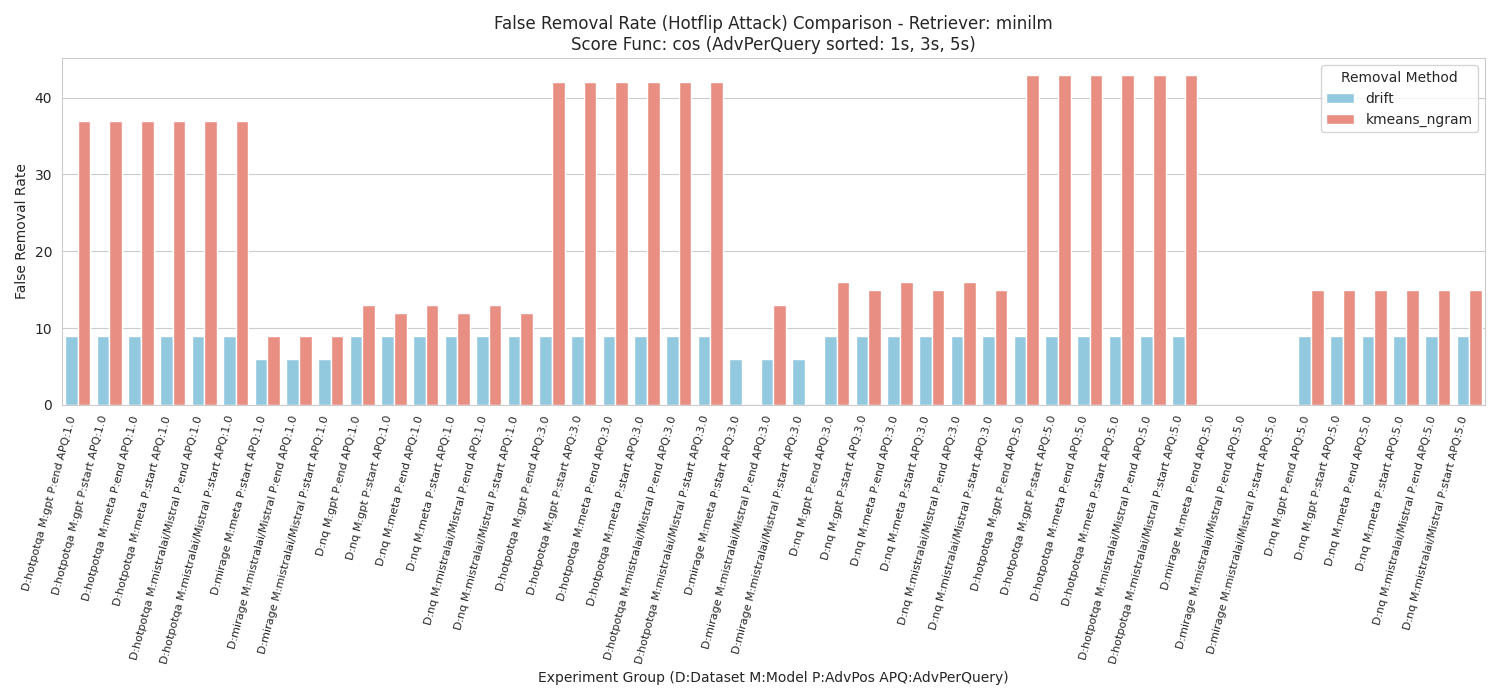 False Removal Rate (Hotflip Attack) Comparison - Retriever: minilm
Score Func: cos (AdvPerQuery sorted: 1s, 3s, 5s)
Removal Method
drift
kmeans_ngram
False Removal Rate
40
30
20
10
0
D:hotpotqa M:gpt P:end APQ:1.0
D:hotpotqa M:gpt P:start APQ:1.0
D:hotpotqa M:meta P:end APQ:1.0
D:hotpotqa M:meta P:start APQ:1.0
D:hotpotqa M:mistralai/Mistral P:end APQ:1.0
D:hotpotqa M:mistralai/Mistral P:start APQ:1.0
D:mirage M:meta P:start APQ:1.0
D:mirage M:mistralai/Mistral P:end APQ:1.0
D:mirage M:mistralai/Mistral P:start APQ:1.0
D:nq M:gpt P:end APQ:1.0
D:nq M:gpt P:start APQ:1.0
D:nq M:meta P:end APQ:1.0
D:nq M:meta P:start APQ:1.0
D:nq M:mistralai/Mistral P:end APQ:1.0
D:nq M:mistralai/Mistral P:start APQ:1.0
D:hotpotqa M:gpt P:end APQ:3.0
D:hotpotqa M:gpt P:start APQ:3.0
D:hotpotqa M:meta P:end APQ:3.0
D:hotpotqa M:meta P:start APQ:3.0
D:hotpotqa M:mistralai/Mistral P:end APQ:3.0
D:hotpotqa M:mistralai/Mistral P:start APQ:3.0
D:mirage M:meta P:start APQ:3.0
D:mirage M:mistralai/Mistral P:end APQ:3.0
D:mirage M:mistralai/Mistral P:start APQ:3.0
D:nq M:gpt P:end APQ:3.0
D:nq M:gpt P:start APQ:3.0
D:nq M:meta P:end APQ:3.0
D:nq M:meta P:start APQ:3.0
D:nq M:mistralai/Mistral P:end APQ:3.0
D:nq M:mistralai/Mistral P:start APQ:3.0
D:hotpotqa M:gpt P:end APQ:5.0
D:hotpotqa M:gpt P:start APQ:5.0
D:hotpotqa M:meta P:end APQ:5.0
D:hotpotqa M:meta P:start APQ:5.0
D:hotpotqa M:mistralai/Mistral P:end APQ:5.0
D:hotpotqa M:mistralai/Mistral P:start APQ:5.0
D:mirage M:meta P:end APQ:5.0
D:mirage M:mistralai/Mistral P:end APQ:5.0
D:mirage M:mistralai/Mistral P:start APQ:5.0
D:nq M:gpt P:end APQ:5.0
D:nq M:gpt P:start APQ:5.0
D:nq M:meta P:end APQ:5.0
D:nq M:meta P:start APQ:5.0
D:nq M:mistralai/Mistral P:end APQ:5.0
D:nq M:mistralai/Mistral P:start APQ:5.0
Experiment Group (D:Dataset M:Model P:AdvPos APQ:AdvPerQuery)